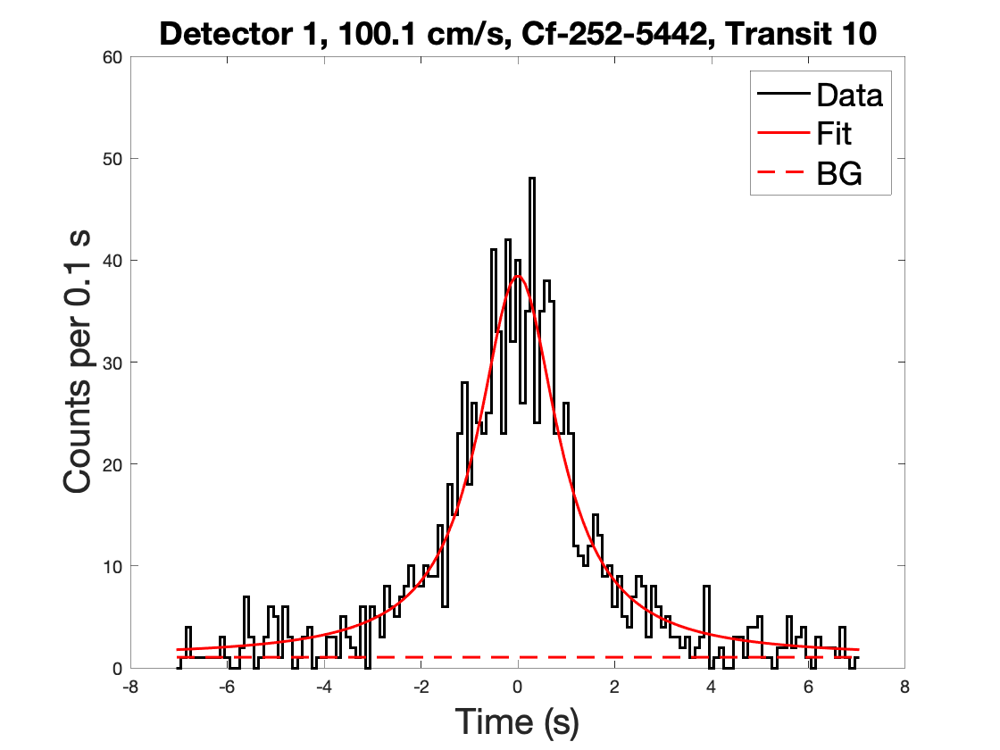 Detector 1, 100.1 cm/s, Cf-252-5442, Transit 10
Data
Fit
BG
Counts per 0.1 s
60
50
40
30
20
10
0
-8 -6 -4 -2 0 2 4 6 8
Time (s)